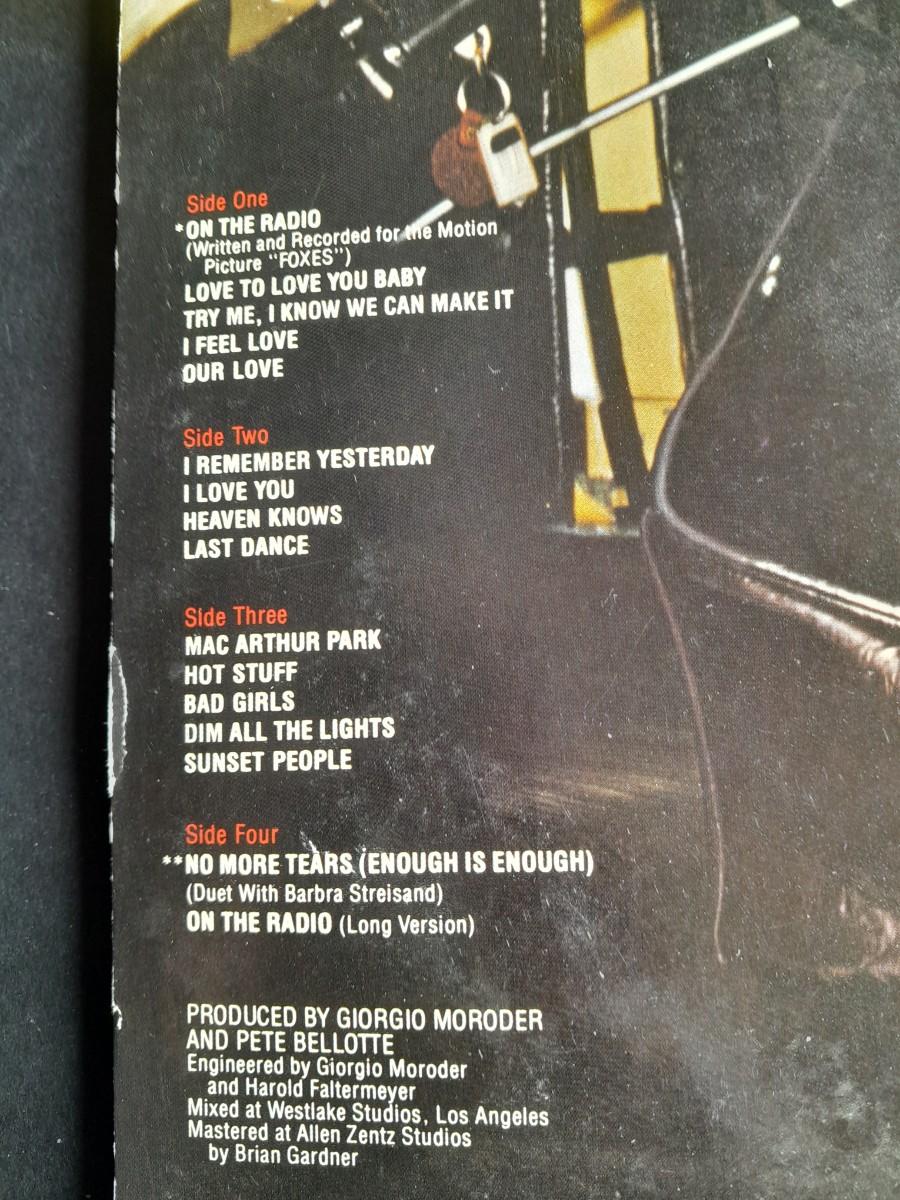 Side One
*ON THE RADIO
(Written and Recorded for the Motion
Picture "FOXES")
LOVE TO LOVE YOU BABY
TRY ME, I KNOW WE CAN MAKE IT
I FEEL LOVE
OUR LOVE
Side Two
I REMEMBER YESTERDAY
I LOVE YOU
HEAVEN KNOWS
LAST DANCE
Side Three
MAC ARTHUR PARK
HOT STUFF
BAD GIRLS
DIM ALL THE LIGHTS
SUNSET PEOPLE
Side Four
**NO MORE TEARS (ENOUGH IS ENOUGH)
(Duet With Barbra Streisand)
ON THE RADIO (Long Version)
PRODUCED BY GIORGIO MORODER
AND PETE BELLOTTE
Engineered by Giorgio Moroder
and Harold Faltermeyer
Mixed at Westlake Studios, Los Angeles
Mastered at Allen Zentz Studios
by Brian Gardner